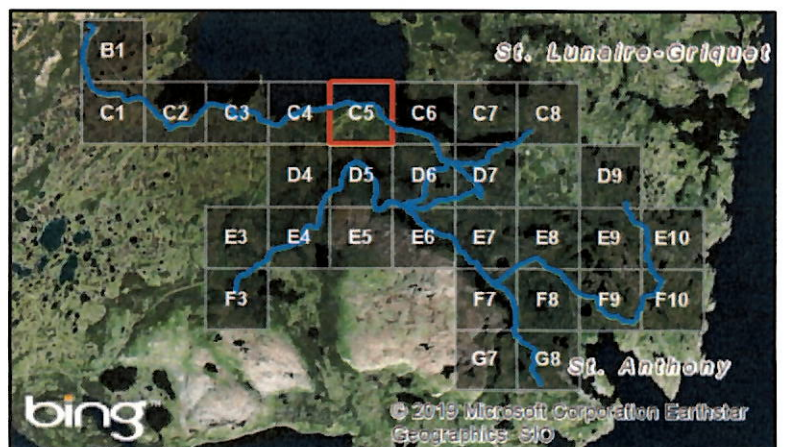 B1
St. Lunaire-Griquet
C1 C2 C3 C4 C5 C6 C7 C8
D4 D5 D6 D7 D9
E3 E4 E5 E6 E7 E8 E9 E10
F3 F7 F8 F9 F10
G7 G8 St. Anthony
bing™
© 2019 Microsoft Corporation Earthstar
Geographics SIO